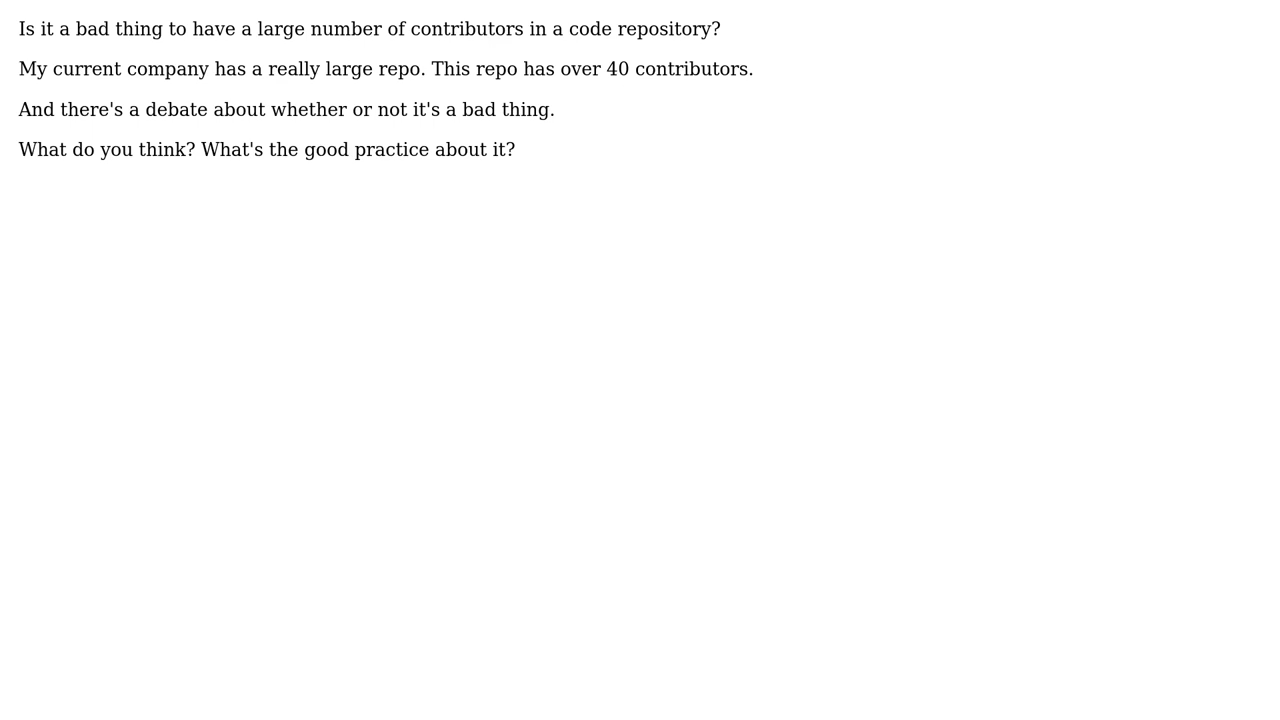 Is it a bad thing to have a large number of contributors in a code repository?
My current company has a really large repo. This repo has over 40 contributors.
And there's a debate about whether or not it's a bad thing.
What do you think? What's the good practice about it?